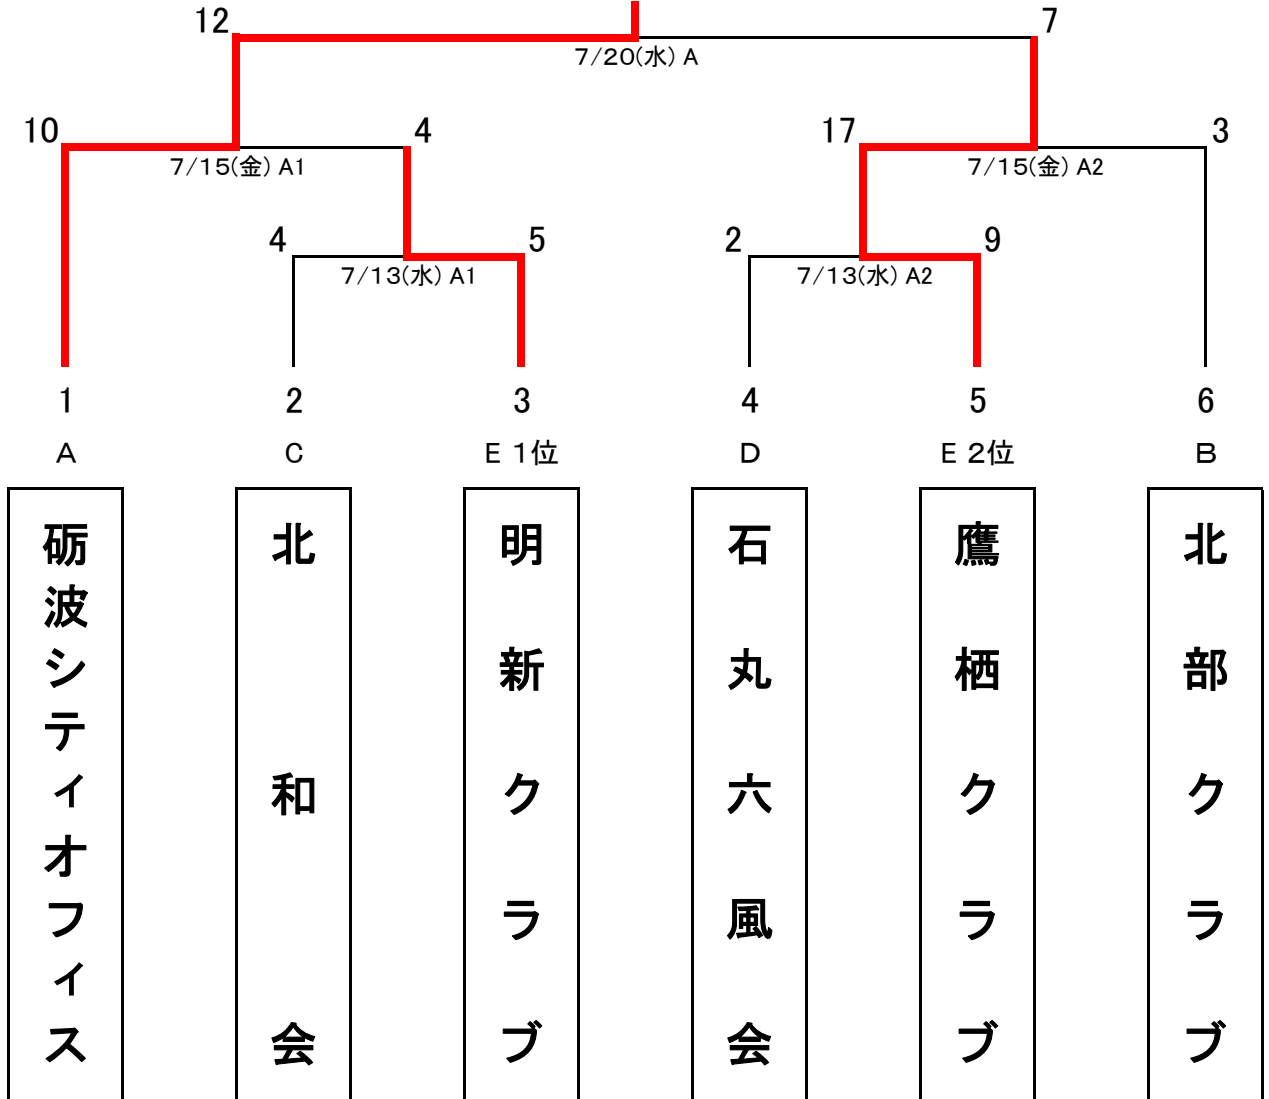 12 7
7/20(水) A
10 4 17 3
7/15(金) A1 7/15(金) A2
4 5 2 9
7/13(水) A1 7/13(水) A2
1 2 3 4 5 6
A C E 1位 D E 2位 B
砺波シティオフィス
北和会
明新クラブ
石丸六風会
鷹栖クラブ
北部クラブ